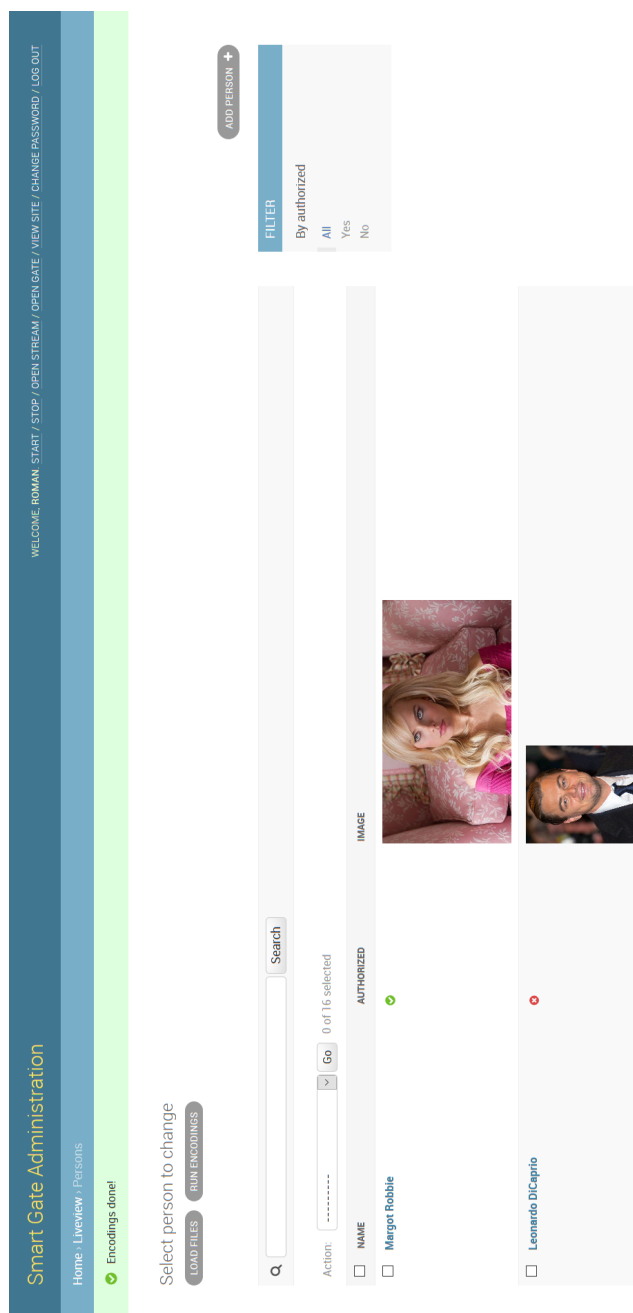 Smart Gate Administration
WELCOME, ROMAN. START / STOP / OPEN STREAM / OPEN GATE / VIEW SITE / CHANGE PASSWORD / LOG OUT
Home › Liveview › Persons
Encodings done!
Select person to change
LOAD FILES RUN ENCODINGS
ADD PERSON +
Search
Action: --------- Go 0 of 16 selected
NAME AUTHORIZED IMAGE
Margot Robbie
Leonardo DiCaprio
FILTER
By authorized
All
Yes
No